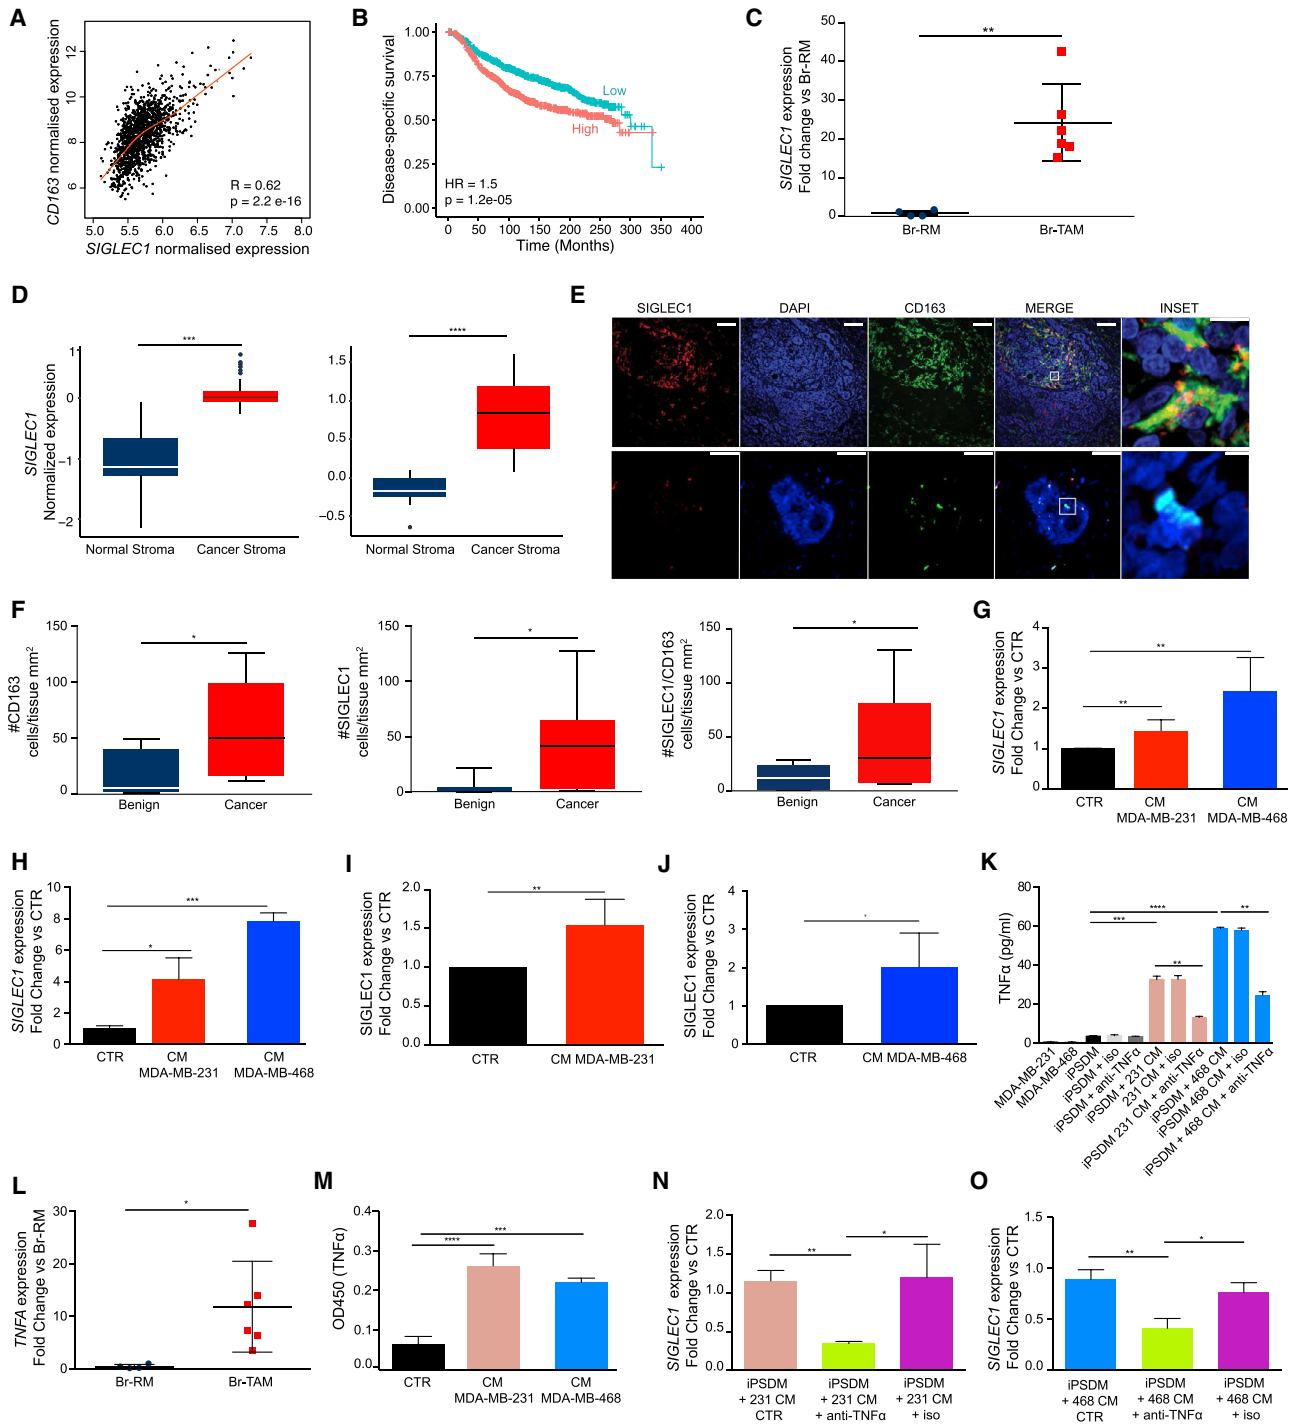 A
CD163 normalised expression
12
10
8
6
R = 0.62
p = 2.2 e-16
5.0 5.5 6.0 6.5 7.0 7.5 8.0
SIGLEC1 normalised expression
B
Disease-specific survival
1.00
0.75
0.50
0.25
0.00
Low
High
HR = 1.5
p = 1.2e-05
0 50 100 150 200 250 300 350 400
Time (Months)
C
SIGLEC1 expression
Fold change vs Br-RM
50
40
30
20
10
0
**
Br-RM Br-TAM
D
SIGLEC1
Normalized expression
1
0
−1
−2
***
Normal Stroma Cancer Stroma
1.5
1.0
0.5
0.0
−0.5
****
Normal Stroma Cancer Stroma
E
SIGLEC1 DAPI CD163 MERGE INSET
F
#CD163
cells/tissue mm²
150
100
50
0
*
Benign Cancer
#SIGLEC1
cells/tissue mm²
150
100
50
0
*
Benign Cancer
#SIGLEC1/CD163
cells/tissue mm²
150
100
50
0
*
Benign Cancer
G
SIGLEC1 expression
Fold Change vs CTR
4
3
2
1
0
**
**
CTR CM MDA-MB-231 CM MDA-MB-468
H
SIGLEC1 expression
Fold Change vs CTR
10
8
6
4
2
0
***
*
CTR CM MDA-MB-231 CM MDA-MB-468
I
SIGLEC1 expression
Fold Change vs CTR
2.0
1.5
1.0
0.5
0.0
**
CTR CM MDA-MB-231
J
SIGLEC1 expression
Fold Change vs CTR
4
3
2
1
0
*
CTR CM MDA-MB-468
K
TNFα (pg/ml)
80
60
40
20
0
****
***
**
**
MDA-MB-231
MDA-MB-468
iPSDM
iPSDM + iso
iPSDM + anti-TNFα
iPSDM + 231 CM
231 CM + iso
iPSDM 231 CM + anti-TNFα
iPSDM + 468 CM
iPSDM 468 CM + iso
iPSDM + 468 CM + anti-TNFα
L
TNFA expression
Fold Change vs Br-RM
30
20
10
0
*
Br-RM Br-TAM
M
OD450 (TNFα)
0.4
0.3
0.2
0.1
0.0
***
****
CTR CM MDA-MB-231 CM MDA-MB-468
N
SIGLEC1 expression
Fold Change vs CTR
2.0
1.5
1.0
0.5
0.0
**
*
iPSDM + 231 CM CTR
iPSDM + 231 CM + anti-TNFα
iPSDM + 231 CM + iso
O
SIGLEC1 expression
Fold Change vs CTR
1.5
1.0
0.5
0.0
**
*
iPSDM + 468 CM CTR
iPSDM + 468 CM + anti-TNFα
iPSDM + 468 CM + iso